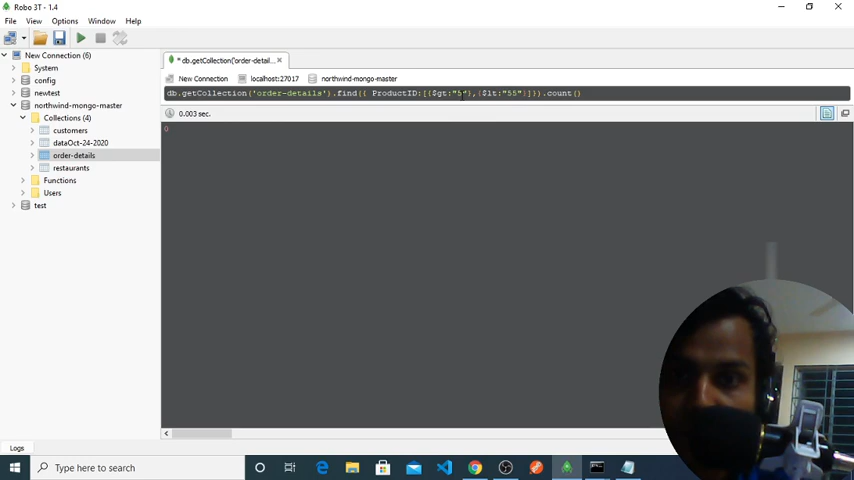 Robo 3T - 1.4
File View Options Window Help
New Connection (6)
System
config
newtest
northwind-mongo-master
Collections (4)
customers
dataOct-24-2020
order-details
restaurants
Functions
Users
test
* db.getCollection('order-detail...
New Connection localhost:27017 northwind-mongo-master
db.getCollection('order-details').find({ ProductID:[{$gt:"5"},{$lt:"55"}]}).count()
0.003 sec.
0
Logs
Type here to search